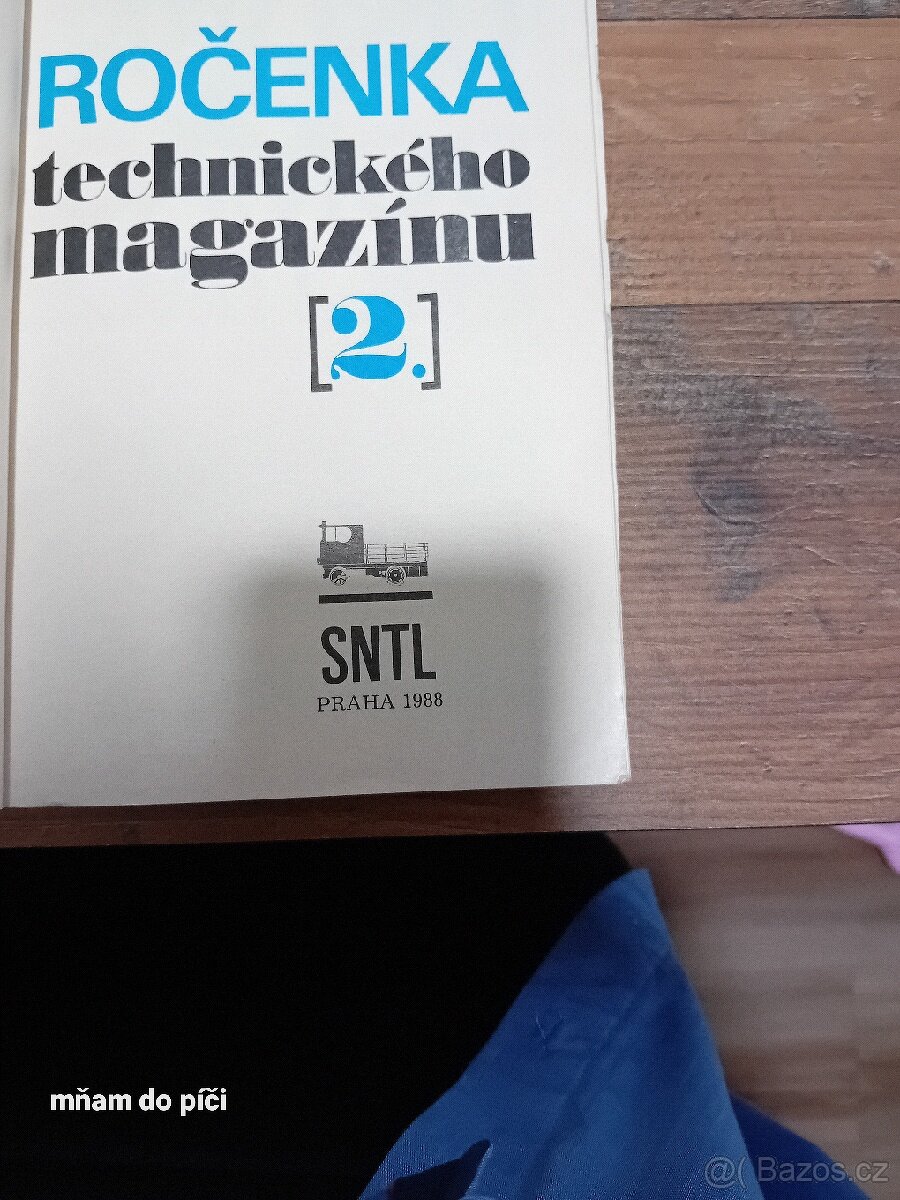 ROČENKA
technického
magazínu
[2.]
SNTL
PRAHA 1988
mňam do píči
@( Bazos.cz